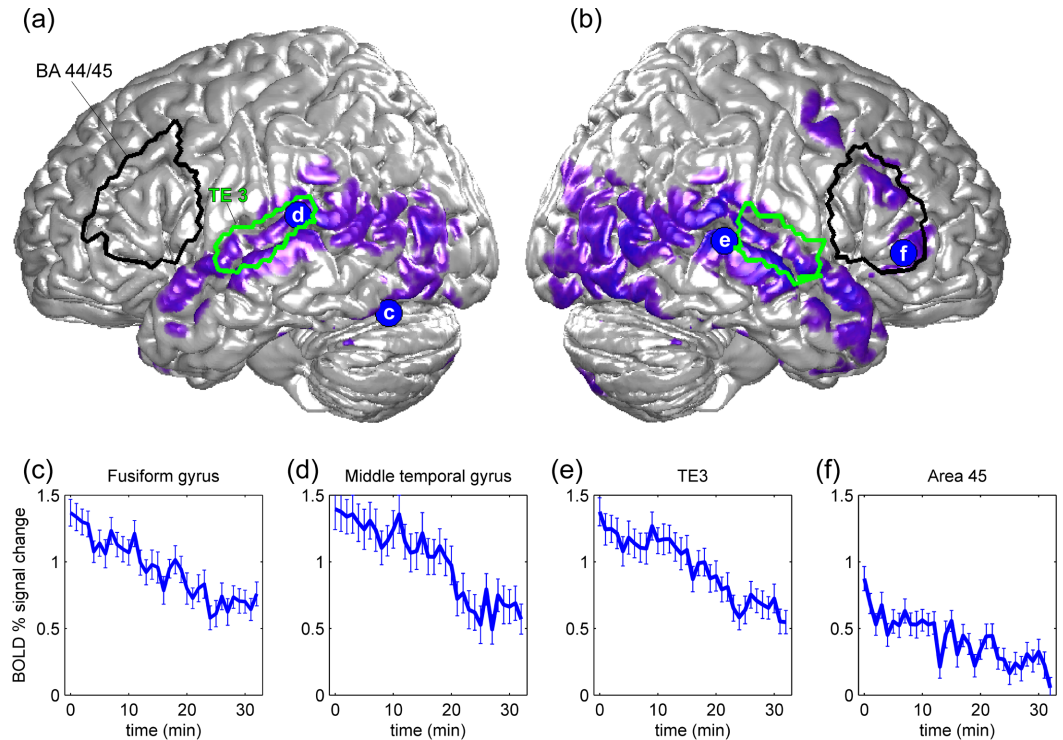 (a)
(b)
BA 44/45
TE 3
d
c
e
f
(c)
Fusiform gyrus
(d)
Middle temporal gyrus
(e)
TE3
(f)
Area 45
BOLD % signal change
1.5
1
0.5
0
0 10 20 30
time (min)
1.5
1
0.5
0
0 10 20 30
time (min)
1.5
1
0.5
0
0 10 20 30
time (min)
1.5
1
0.5
0
0 10 20 30
time (min)